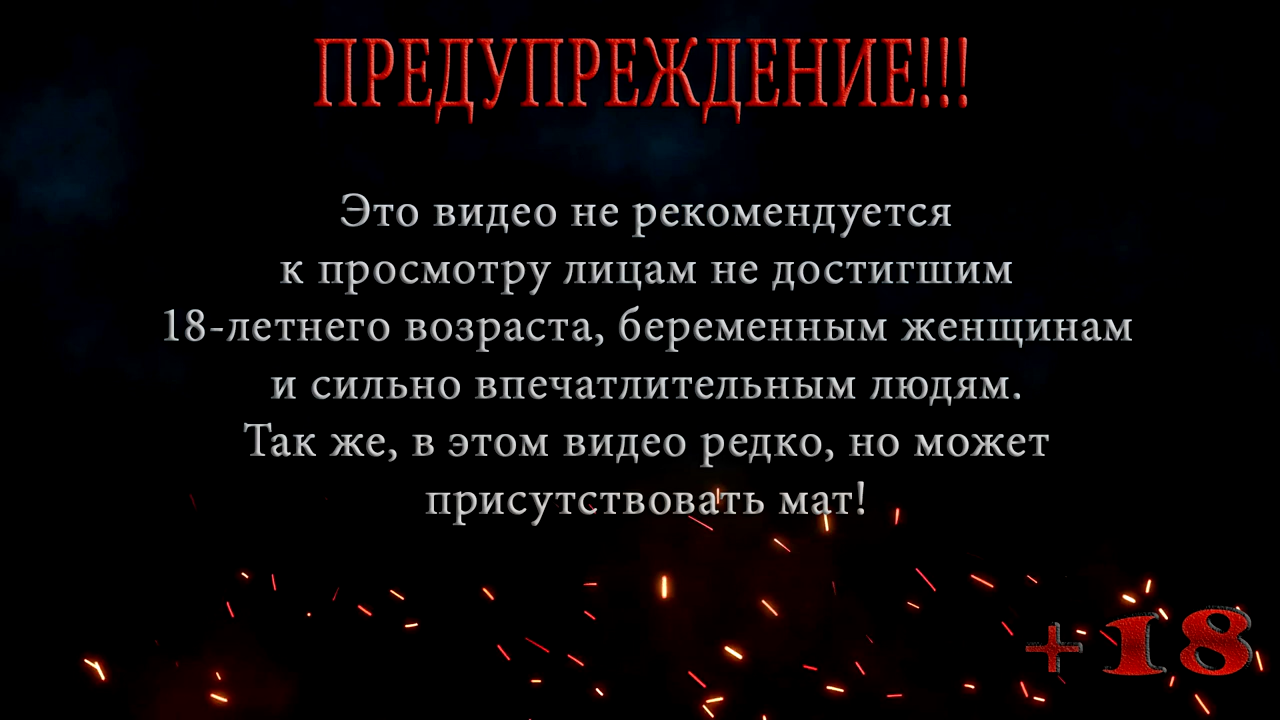 ПРЕДУПРЕЖДЕНИЕ!!!
Это видео не рекомендуется
к просмотру лицам не достигшим
18-летнего возраста, беременным женщинам
и сильно впечатлительным людям.
Так же, в этом видео редко, но может
присутствовать мат!
+18